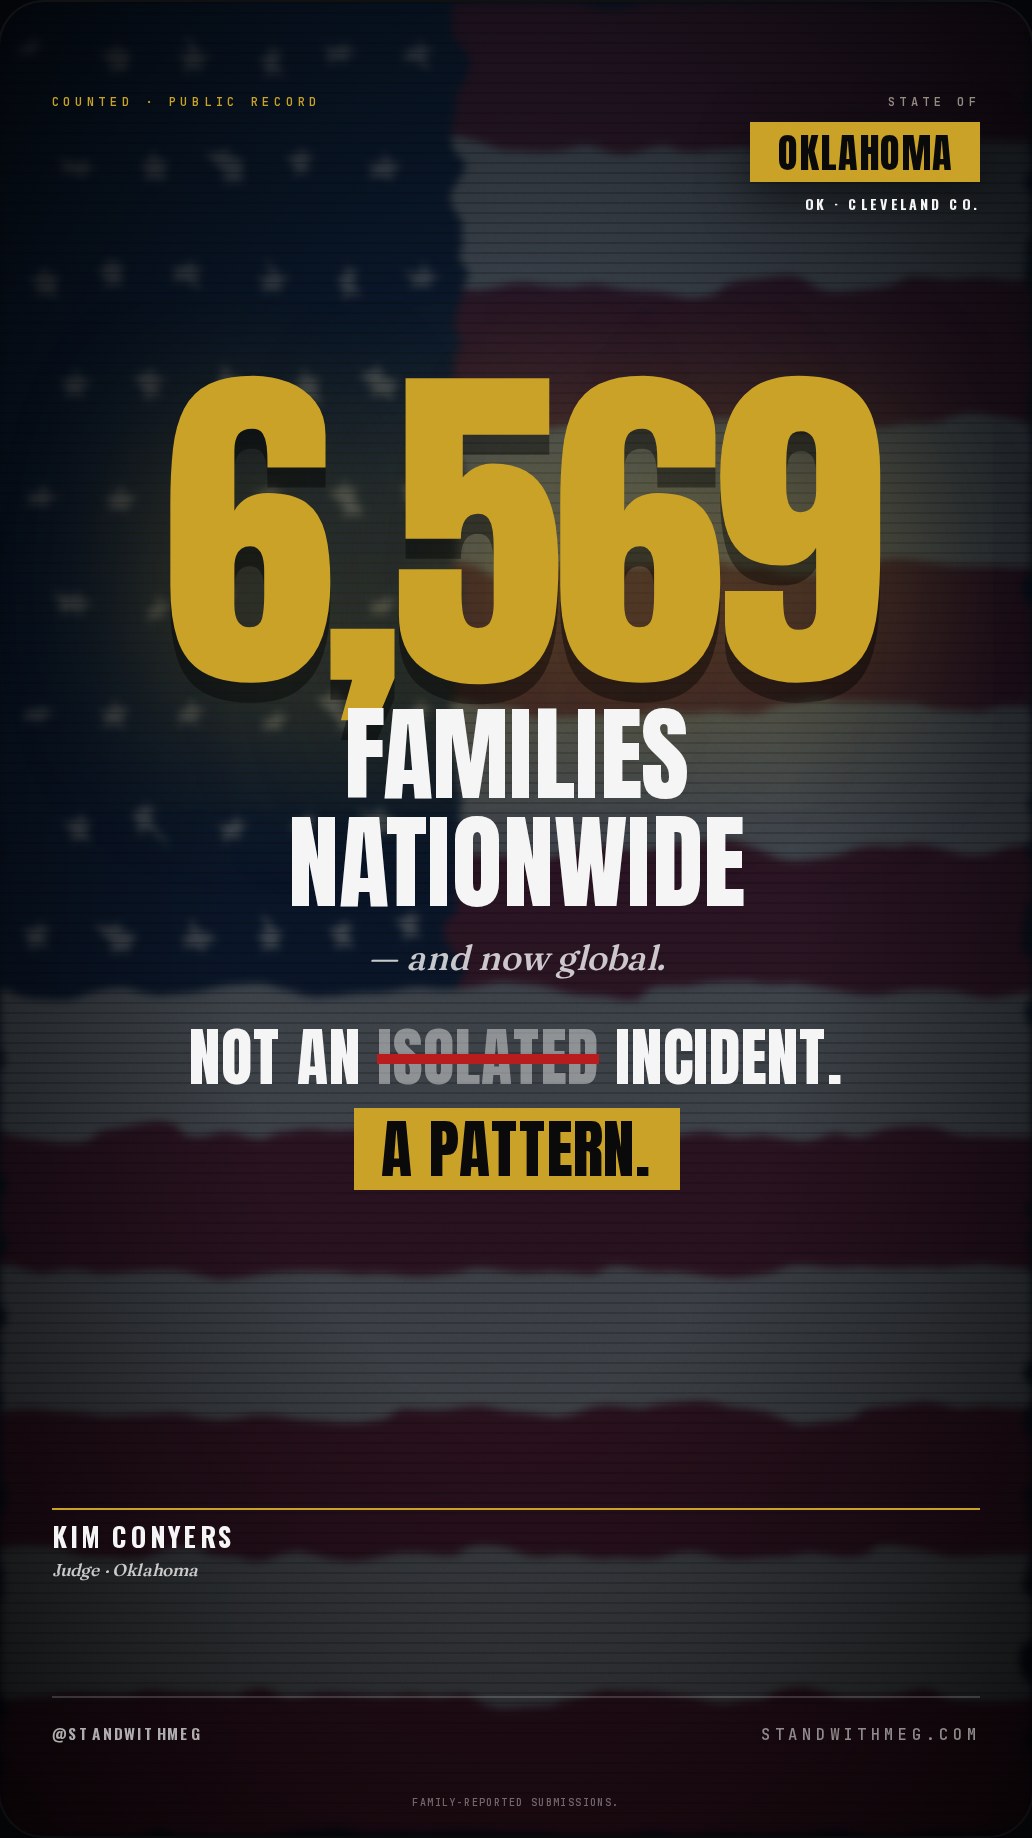 COUNTED · PUBLIC RECORD
STATE OF
OKLAHOMA
OK · CLEVELAND CO.
6,569
FAMILIES
NATIONWIDE
— and now global.
NOT AN ISOLATED INCIDENT.
A PATTERN.
KIM CONYERS
Judge · Oklahoma
@STANDWITHMEG
STANDWITHMEG.COM
FAMILY-REPORTED SUBMISSIONS.